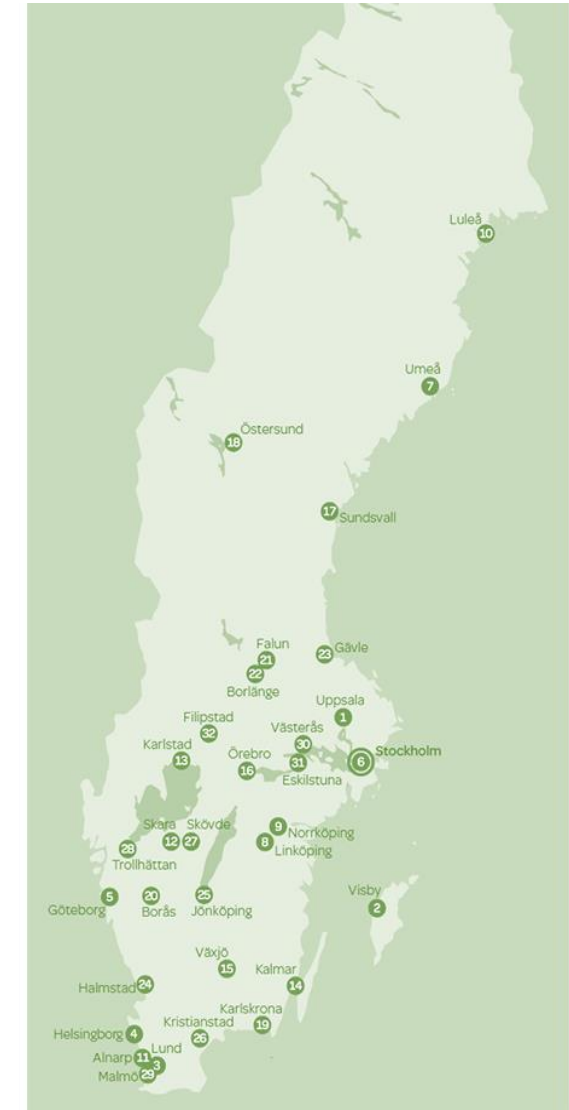 Luleå
10
Umeå
7
Östersund
18
17
Sundsvall
Falun
21
Gävle
23
22
Borlänge
Uppsala
1
Filipstad
32
Västerås
30
Stockholm
6
Karlstad
13
Örebro
16
31
Eskilstuna
9
Norrköping
8
Linköping
Skara
12
Skövde
27
28
Trollhättan
5
Göteborg
20
Borås
25
Jönköping
Visby
2
Växjö
15
Kalmar
14
24
Halmstad
Karlskrona
19
Kristianstad
26
Helsingborg
4
Lund
3
Alnarp
11
Malmö
29